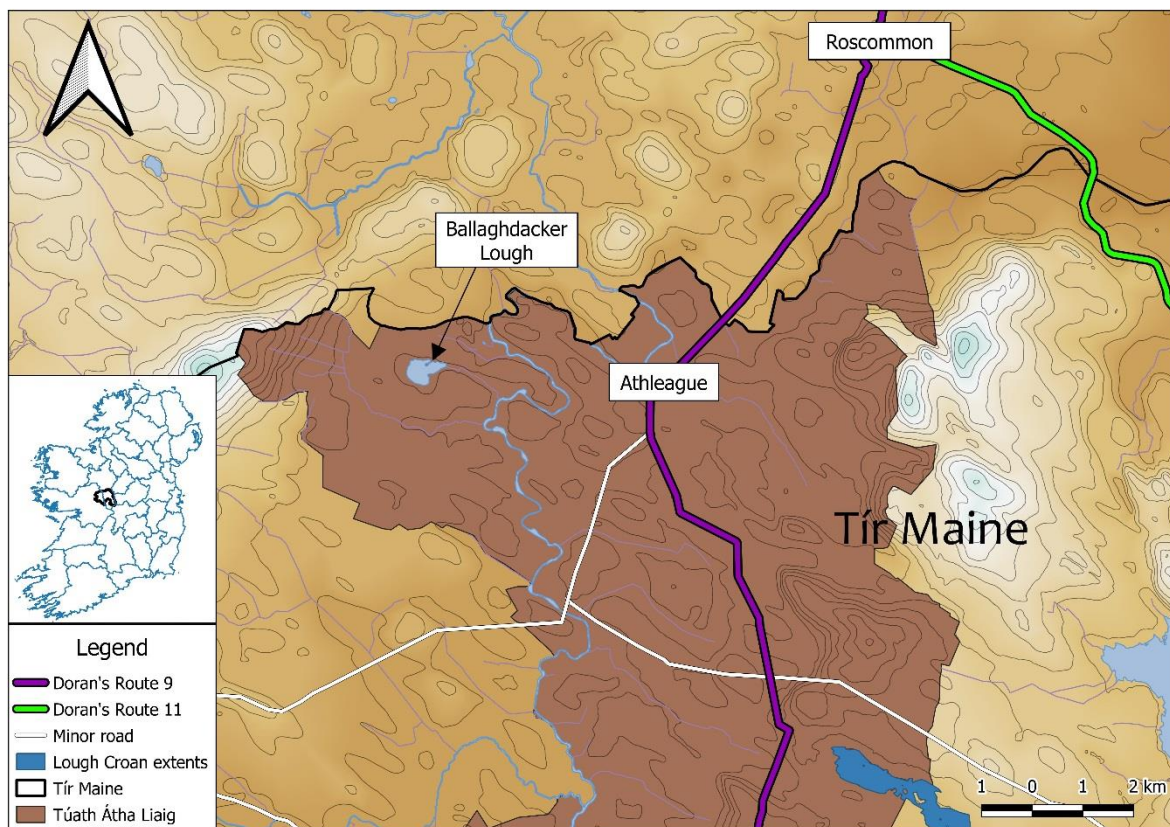 Roscommon
Ballaghdacker
Lough
Athleague
Tír Maine
Legend
Doran's Route 9
Doran's Route 11
Minor road
Lough Croan extents
Tír Maine
Túath Átha Liaig
1 0 1 2 km